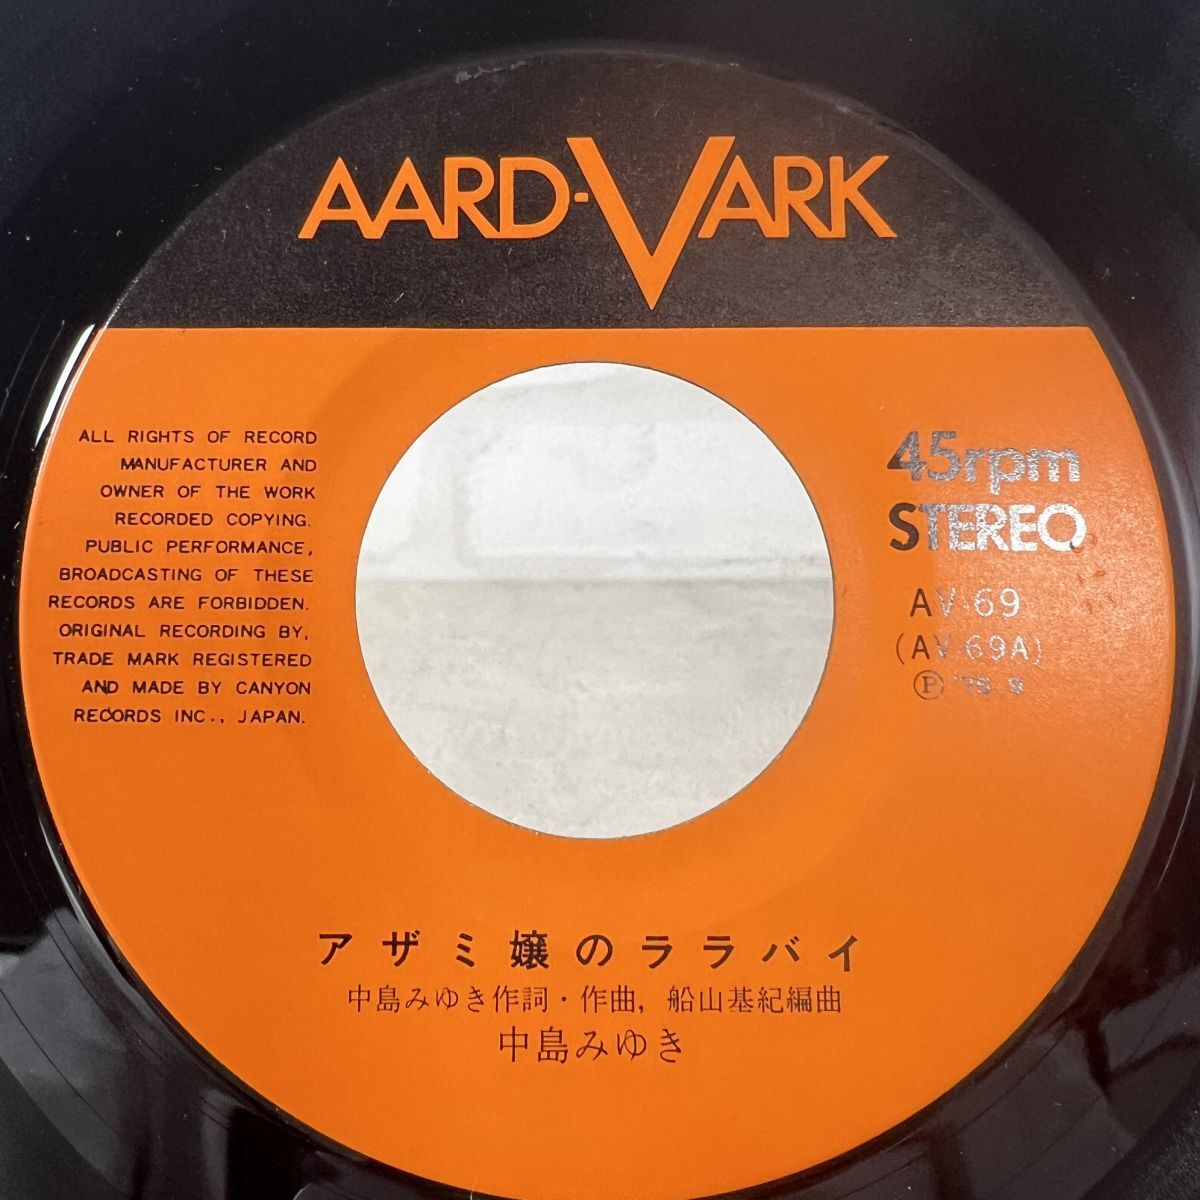 AARD-VARK
ALL RIGHTS OF RECORD
MANUFACTURER AND
OWNER OF THE WORK
RECORDED COPYING.
PUBLIC PERFORMANCE,
BROADCASTING OF THESE
RECORDS ARE FORBIDDEN.
ORIGINAL RECORDING BY,
TRADE MARK REGISTERED
AND MADE BY CANYON
RECORDS INC., JAPAN.
45rpm
STEREO
AV-69
(AV-69A)
Ⓟ '75. 9
アザミ嬢のララバイ
中島みゆき作詞・作曲, 船山基紀編曲
中島みゆき